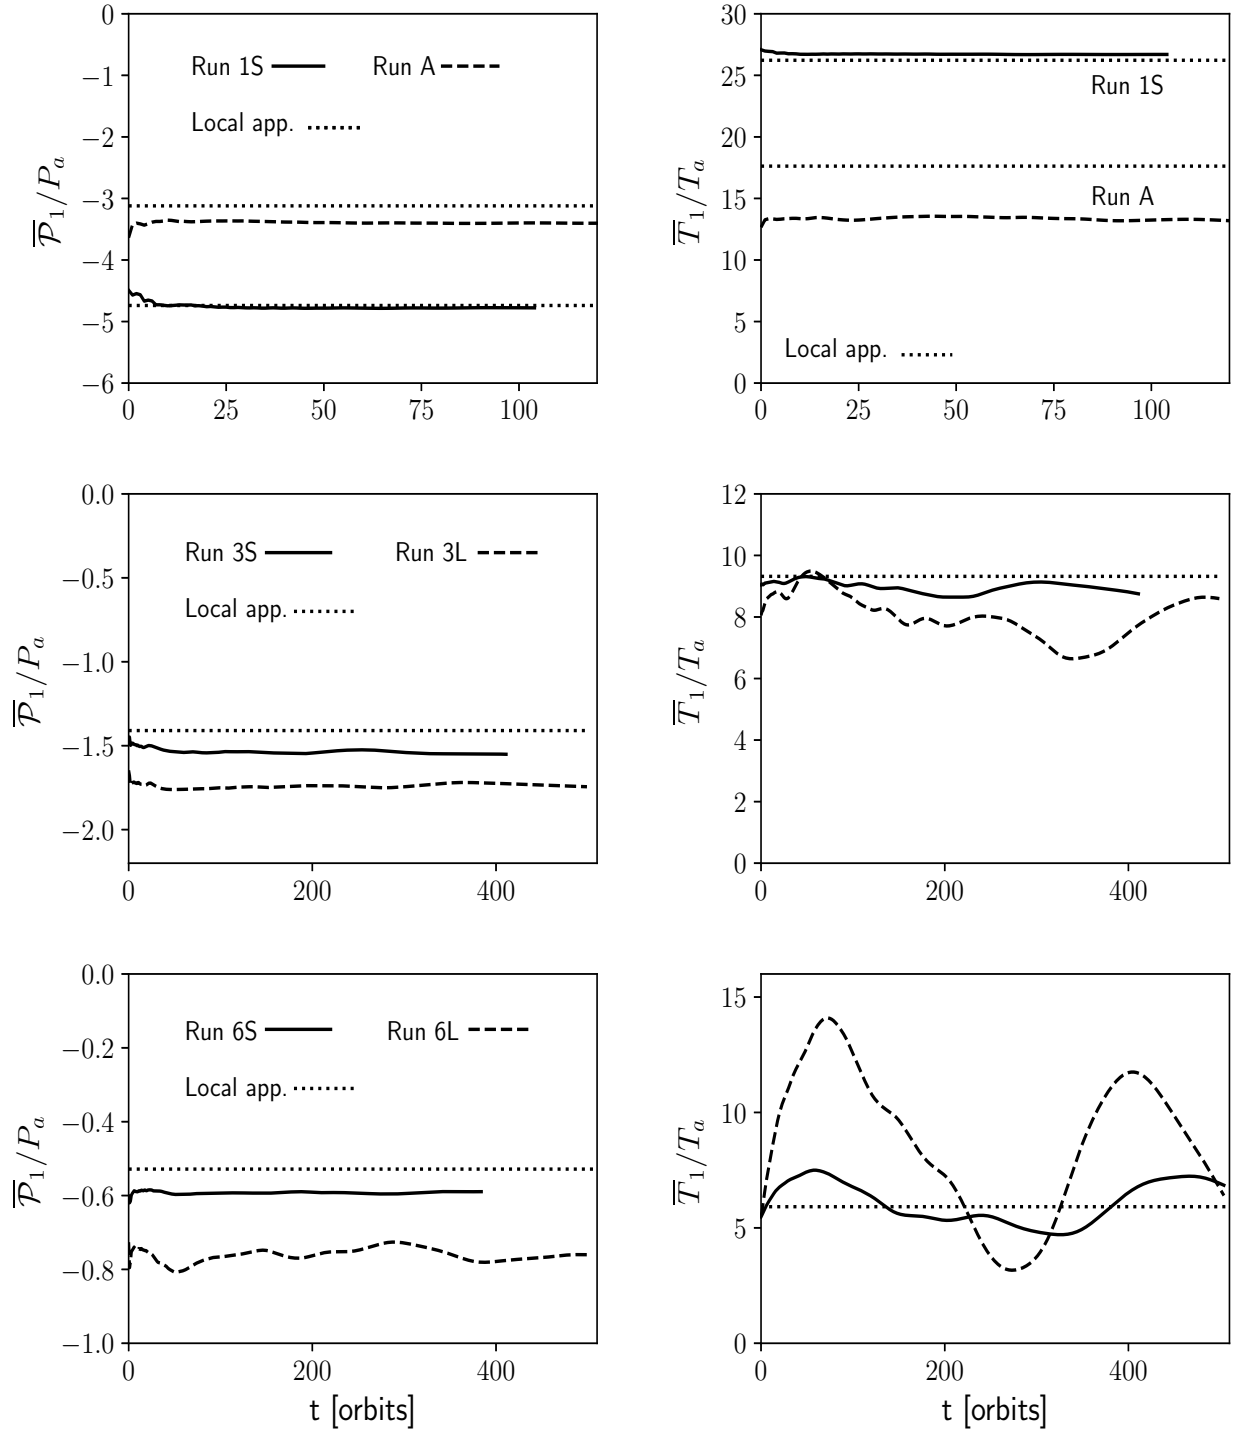 0
−1
−2
−3
−4
−5
−6
0 25 50 75 100
Run 1S Run A
Local app.
𝒫̅₁/Pₐ
30
25
20
15
10
5
0
0 25 50 75 100
Run 1S
Run A
Local app.
T̅₁/Tₐ
0.0
−0.5
−1.0
−1.5
−2.0
0 200 400
Run 3S Run 3L
Local app.
𝒫̅₁/Pₐ
12
10
8
6
4
2
0
0 200 400
T̅₁/Tₐ
0.0
−0.2
−0.4
−0.6
−0.8
−1.0
0 200 400
Run 6S Run 6L
Local app.
𝒫̅₁/Pₐ
t [orbits]
15
10
5
0
0 200 400
T̅₁/Tₐ
t [orbits]